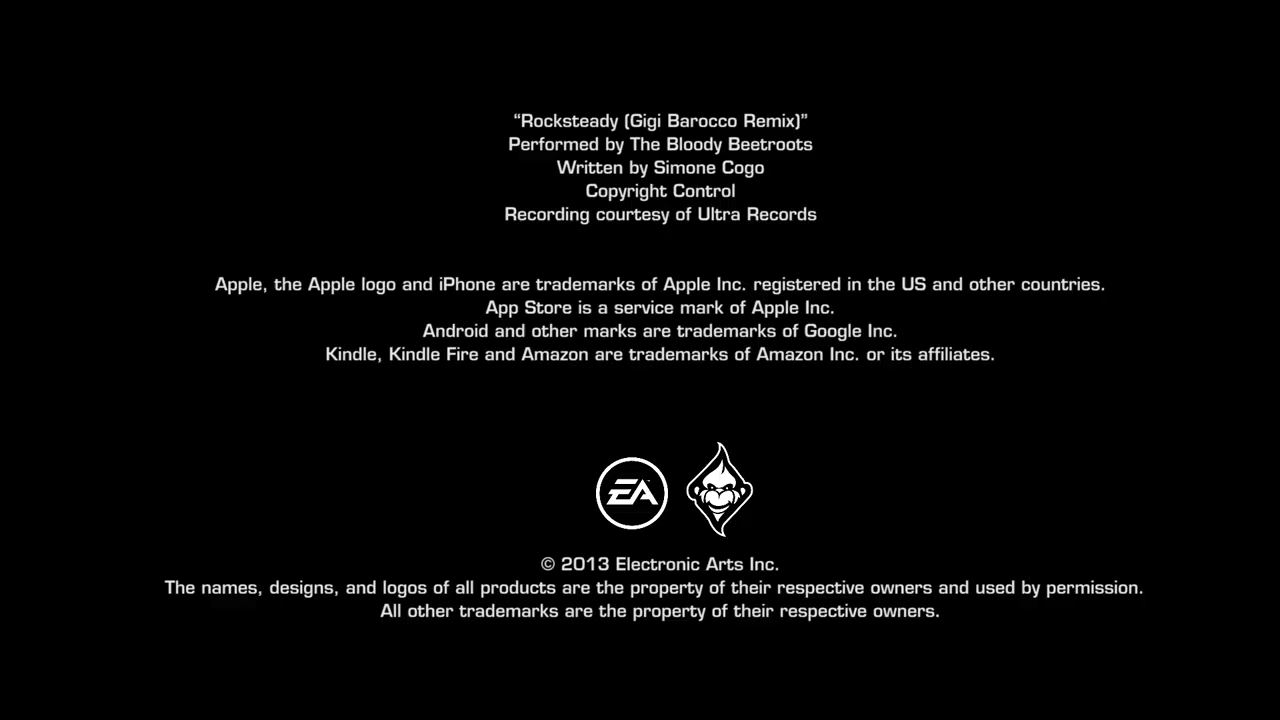 “Rocksteady (Gigi Barocco Remix)”
Performed by The Bloody Beetroots
Written by Simone Cogo
Copyright Control
Recording courtesy of Ultra Records
Apple, the Apple logo and iPhone are trademarks of Apple Inc. registered in the US and other countries.
App Store is a service mark of Apple Inc.
Android and other marks are trademarks of Google Inc.
Kindle, Kindle Fire and Amazon are trademarks of Amazon Inc. or its affiliates.
EA
© 2013 Electronic Arts Inc.
The names, designs, and logos of all products are the property of their respective owners and used by permission.
All other trademarks are the property of their respective owners.